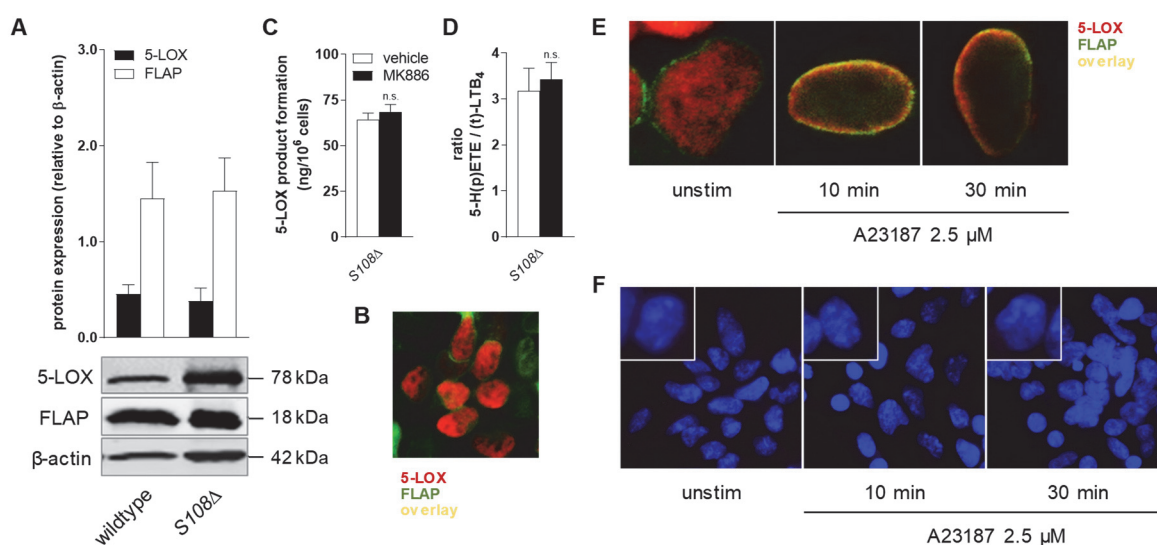 A
protein expression (relative to β-actin)
3.0
2.0
1.0
0.0
5-LOX
FLAP
5-LOX
78 kDa
FLAP
18 kDa
β-actin
42 kDa
wildtype
S108Δ
C
5-LOX product formation
(ng/10⁶ cells)
100
75
50
25
0
vehicle
MK886
n.s.
S108Δ
D
ratio
5-H(p)ETE / (t)-LTB₄
4
3
2
1
0
n.s.
S108Δ
B
5-LOX
FLAP
overlay
E
5-LOX
FLAP
overlay
unstim
10 min
30 min
A23187 2.5 µM
F
unstim
10 min
30 min
A23187 2.5 µM